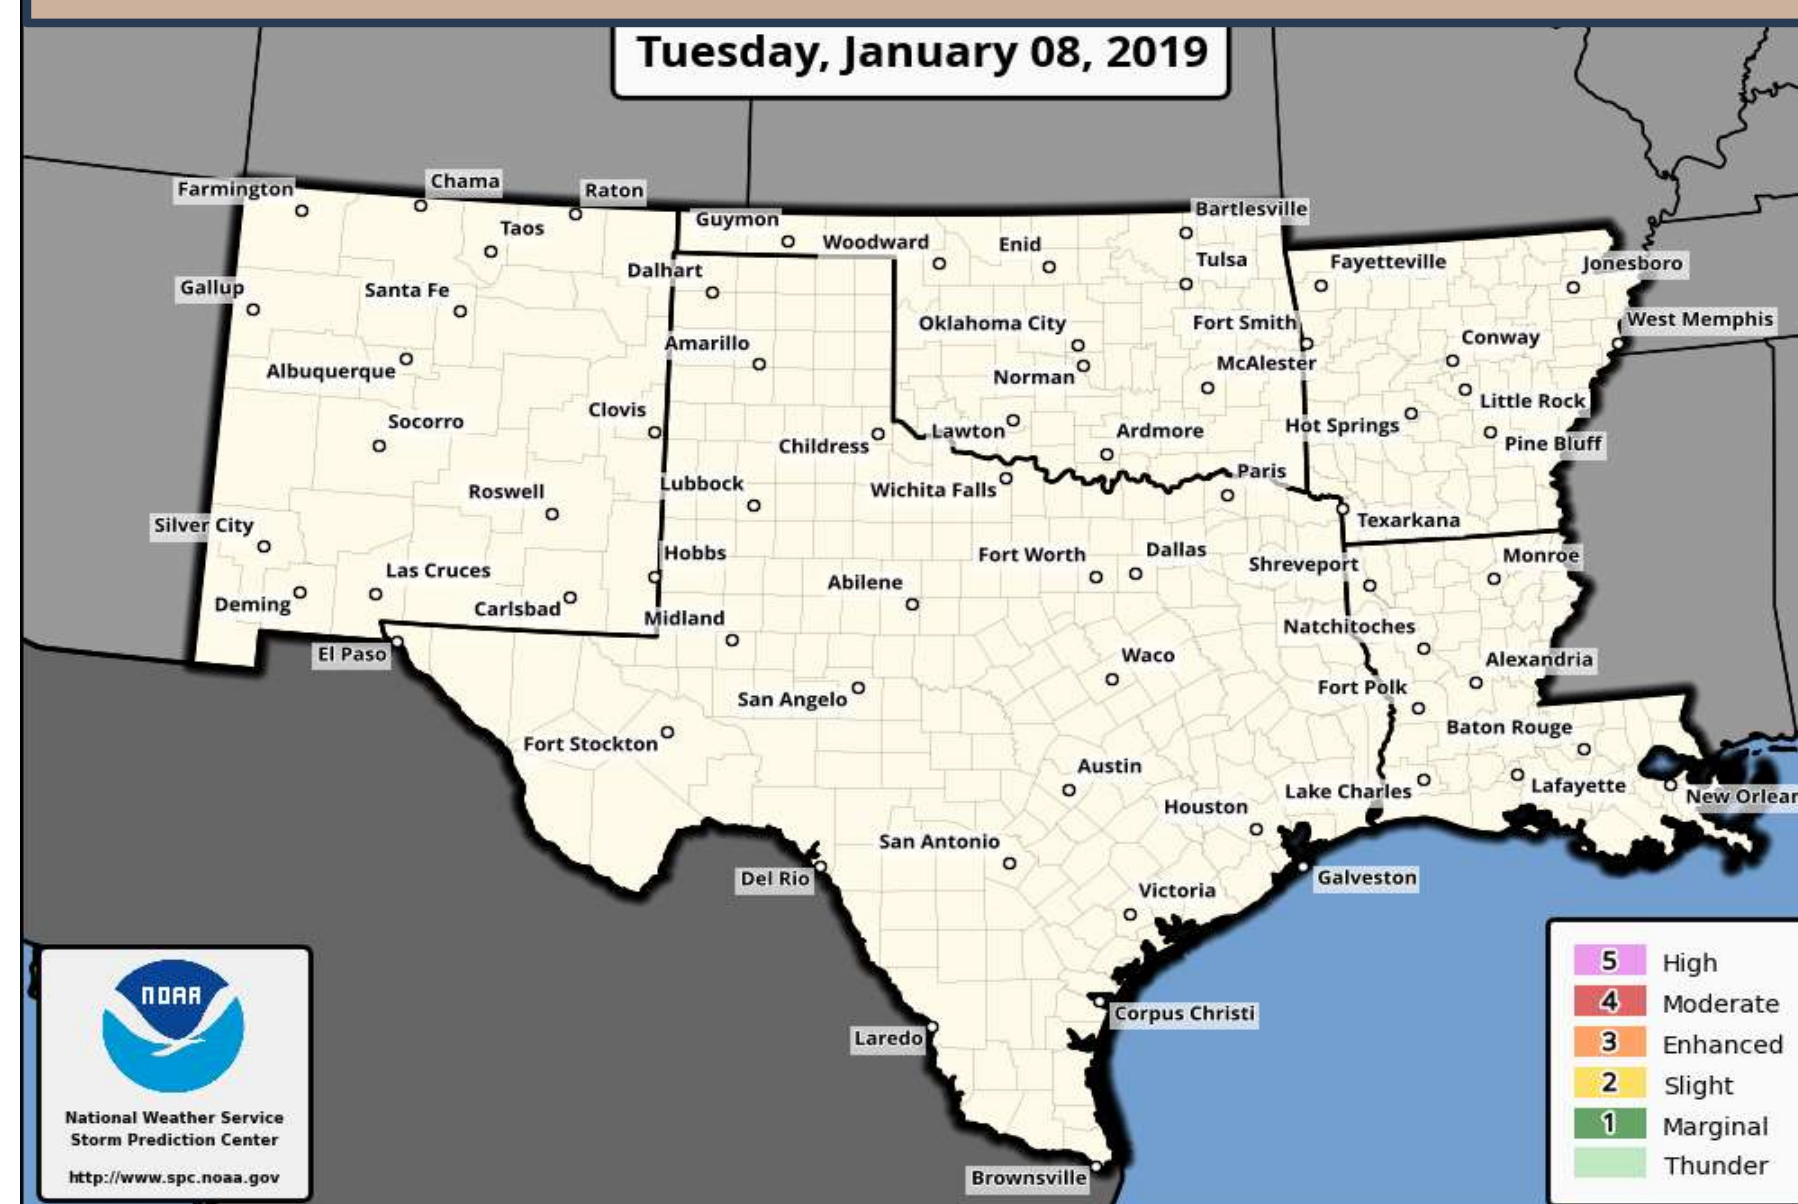 Tuesday, January 08, 2019
Farmington
Chama
Raton
Taos
Guymon
Woodward
Enid
Bartlesville
Tulsa
Fayetteville
Jonesboro
Dalhart
Gallup
Santa Fe
Oklahoma City
Fort Smith
West Memphis
Conway
Amarillo
McAlester
Albuquerque
Norman
Little Rock
Clovis
Socorro
Childress
Lawton
Ardmore
Hot Springs
Pine Bluff
Lubbock
Paris
Roswell
Wichita Falls
Silver City
Texarkana
Hobbs
Fort Worth
Dallas
Shreveport
Monroe
Las Cruces
Abilene
Deming
Carlsbad
Midland
Natchitoches
El Paso
Waco
Alexandria
San Angelo
Fort Polk
Fort Stockton
Baton Rouge
Austin
Lake Charles
Lafayette
New Orlean
Houston
San Antonio
Del Rio
Galveston
Victoria
Corpus Christi
Laredo
Brownsville
NOAA
National Weather Service
Storm Prediction Center
http://www.spc.noaa.gov
5 High
4 Moderate
3 Enhanced
2 Slight
1 Marginal
Thunder